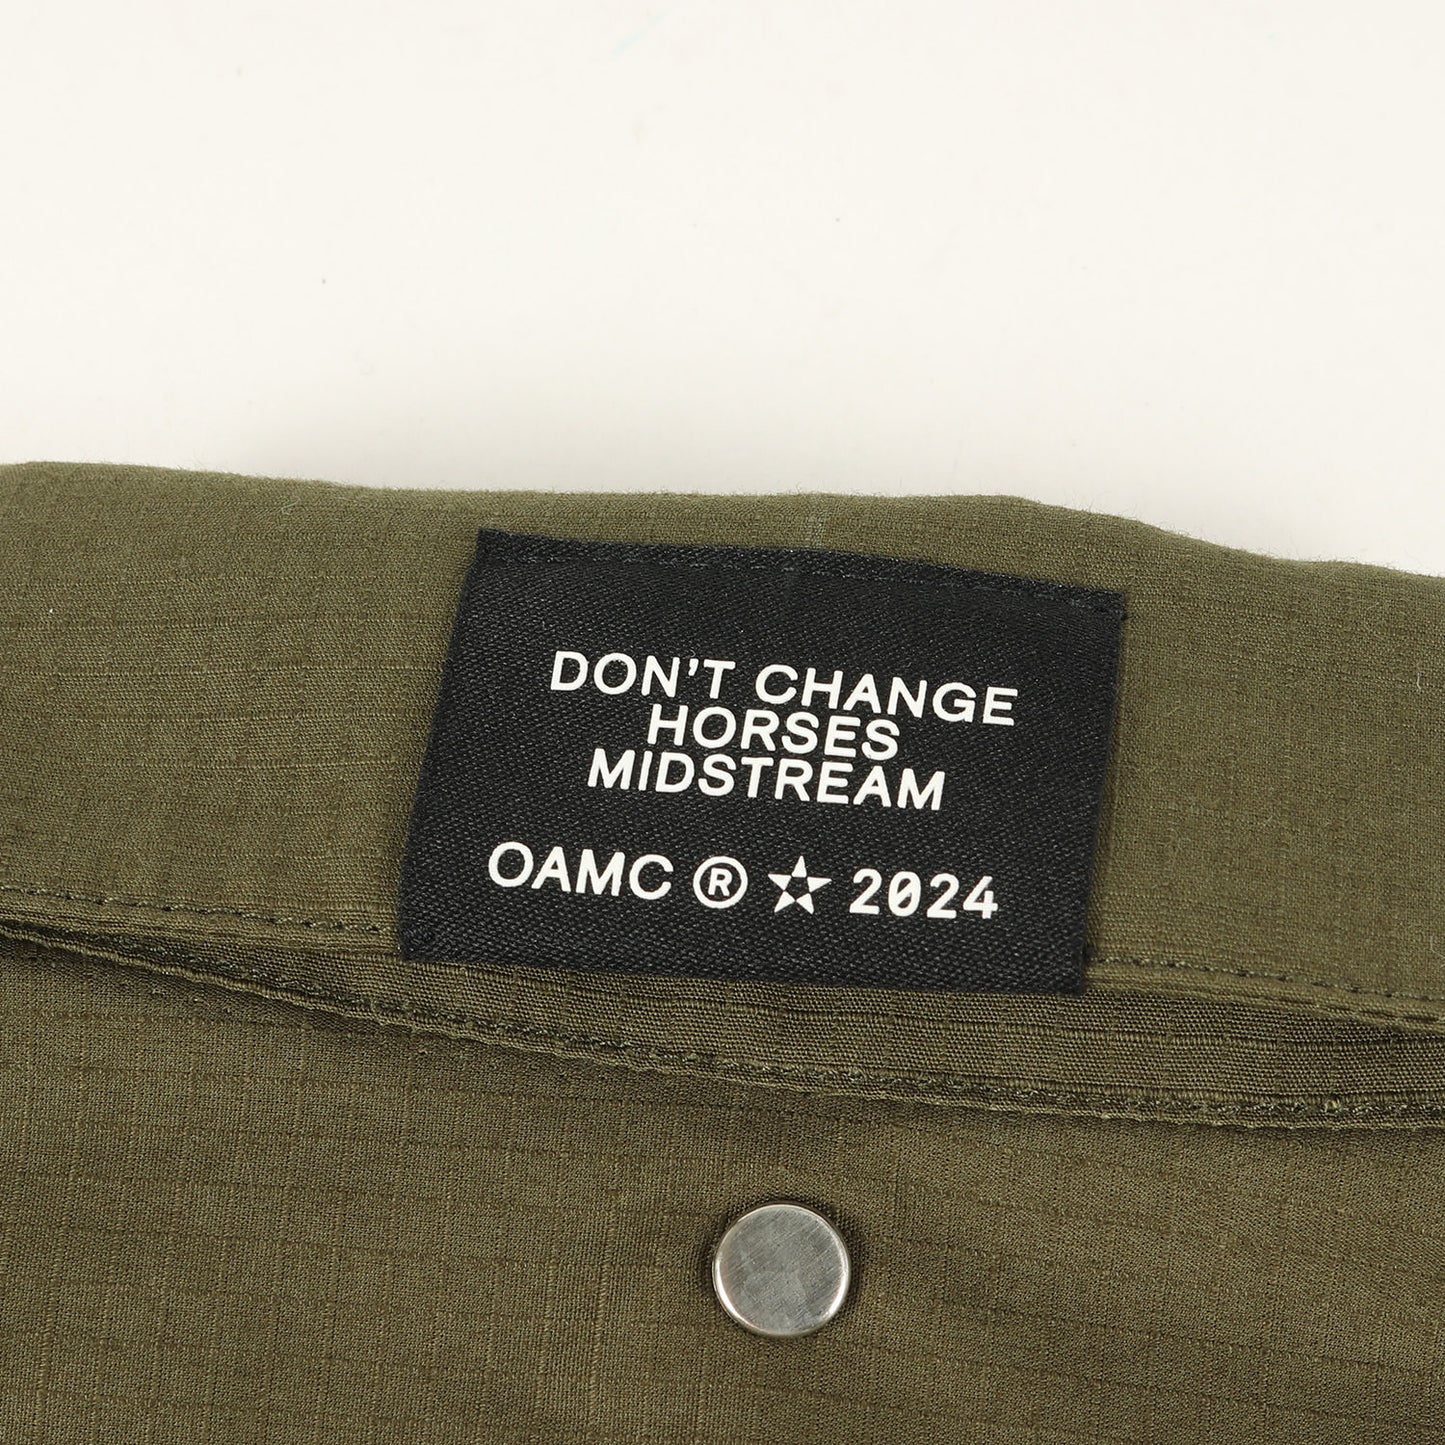 DON'T CHANGE
HORSES
MIDSTREAM
OAMC ® ☆ 2024